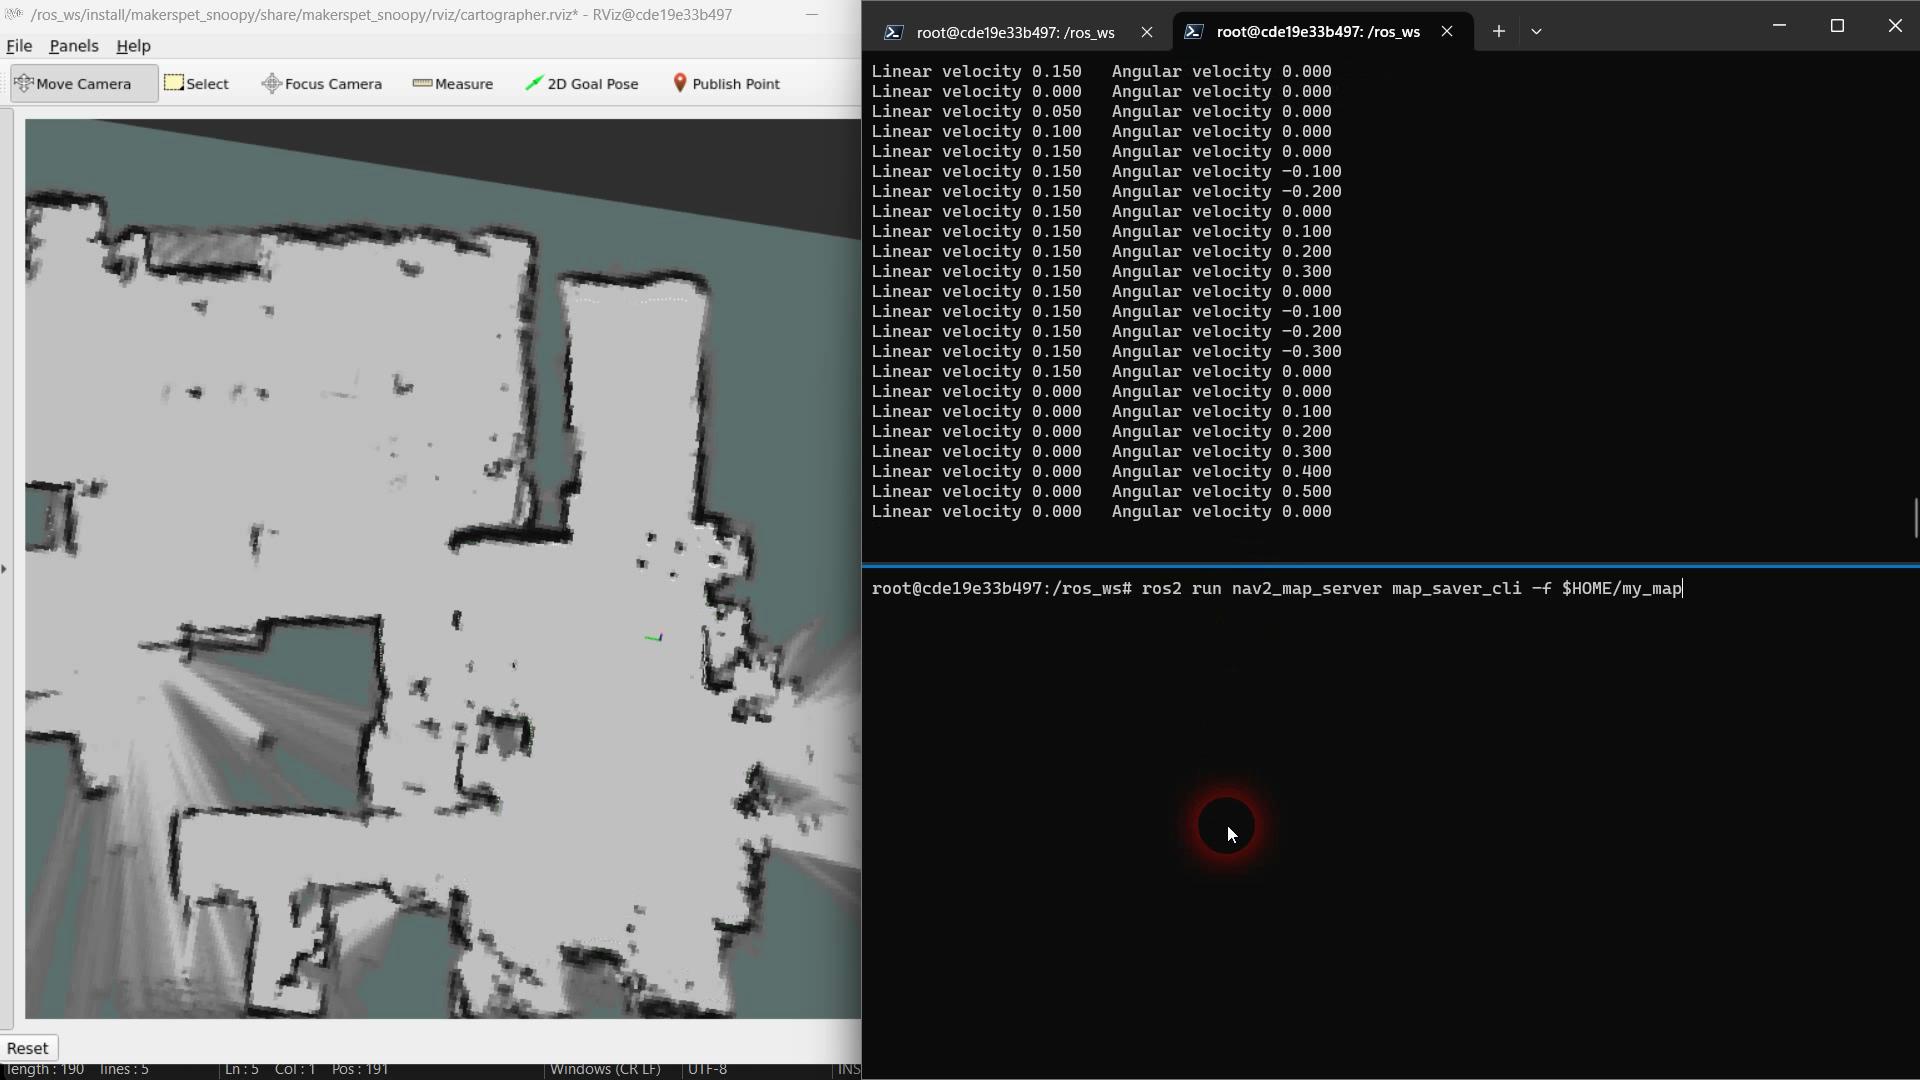 /ros_ws/install/makerspet_snoopy/share/makerspet_snoopy/rviz/cartographer.rviz* - RViz@cde19e33b497
File Panels Help
Move Camera Select Focus Camera Measure 2D Goal Pose Publish Point
Reset
length : 190 lines : 5 Ln : 5 Col : 1 Pos : 191 Windows (CR LF) UTF-8 INS
root@cde19e33b497: /ros_ws root@cde19e33b497: /ros_ws
Linear velocity 0.150 Angular velocity 0.000
Linear velocity 0.000 Angular velocity 0.000
Linear velocity 0.050 Angular velocity 0.000
Linear velocity 0.100 Angular velocity 0.000
Linear velocity 0.150 Angular velocity 0.000
Linear velocity 0.150 Angular velocity -0.100
Linear velocity 0.150 Angular velocity -0.200
Linear velocity 0.150 Angular velocity 0.000
Linear velocity 0.150 Angular velocity 0.100
Linear velocity 0.150 Angular velocity 0.200
Linear velocity 0.150 Angular velocity 0.300
Linear velocity 0.150 Angular velocity 0.000
Linear velocity 0.150 Angular velocity -0.100
Linear velocity 0.150 Angular velocity -0.200
Linear velocity 0.150 Angular velocity -0.300
Linear velocity 0.150 Angular velocity 0.000
Linear velocity 0.000 Angular velocity 0.000
Linear velocity 0.000 Angular velocity 0.100
Linear velocity 0.000 Angular velocity 0.200
Linear velocity 0.000 Angular velocity 0.300
Linear velocity 0.000 Angular velocity 0.400
Linear velocity 0.000 Angular velocity 0.500
Linear velocity 0.000 Angular velocity 0.000
root@cde19e33b497:/ros_ws# ros2 run nav2_map_server map_saver_cli -f $HOME/my_map